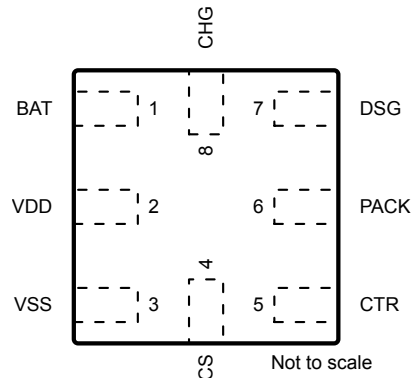 CHG
BAT 1 8 7 DSG
VDD 2 6 PACK
VSS 3 4 5 CTR
CS
Not to scale